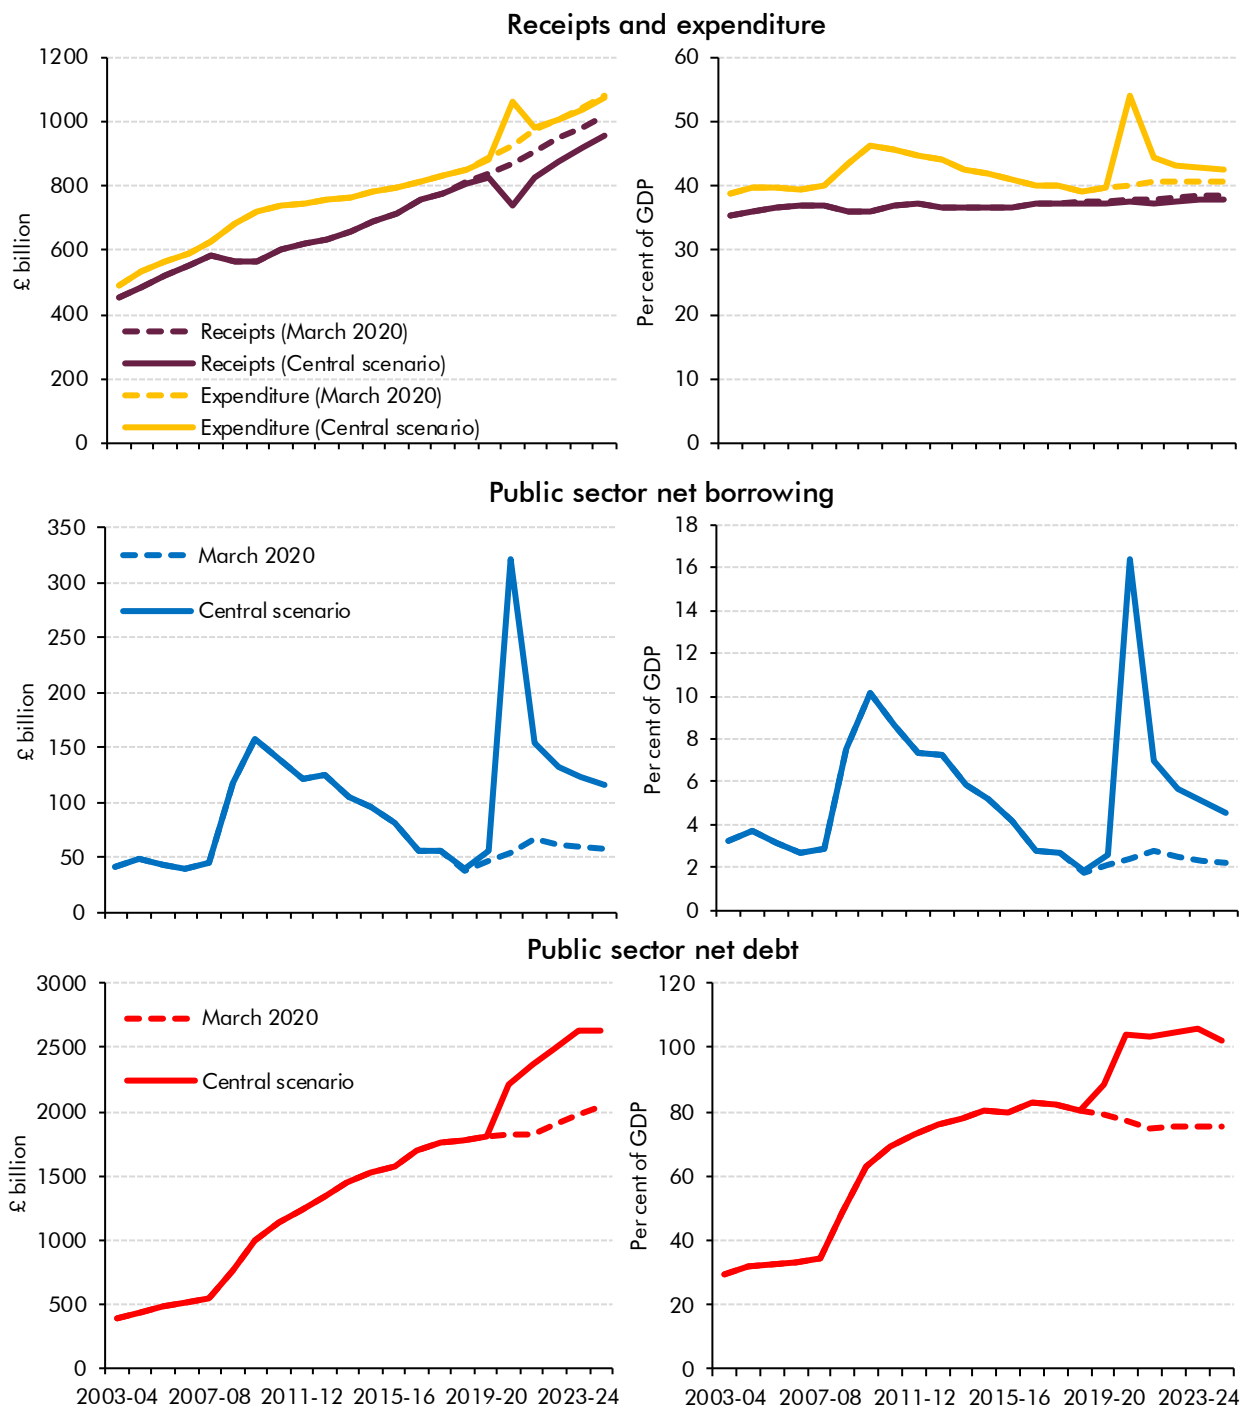 Receipts and expenditure
1200
1000
800
600
400
200
0
£ billion
Receipts (March 2020)
Receipts (Central scenario)
Expenditure (March 2020)
Expenditure (Central scenario)
60
50
40
30
20
10
0
Per cent of GDP
Public sector net borrowing
350
300
250
200
150
100
50
0
£ billion
March 2020
Central scenario
18
16
14
12
10
8
6
4
2
0
Per cent of GDP
Public sector net debt
3000
2500
2000
1500
1000
500
0
£ billion
March 2020
Central scenario
2003-04 2007-08 2011-12 2015-16 2019-20 2023-24
120
100
80
60
40
20
0
Per cent of GDP
2003-04 2007-08 2011-12 2015-16 2019-20 2023-24